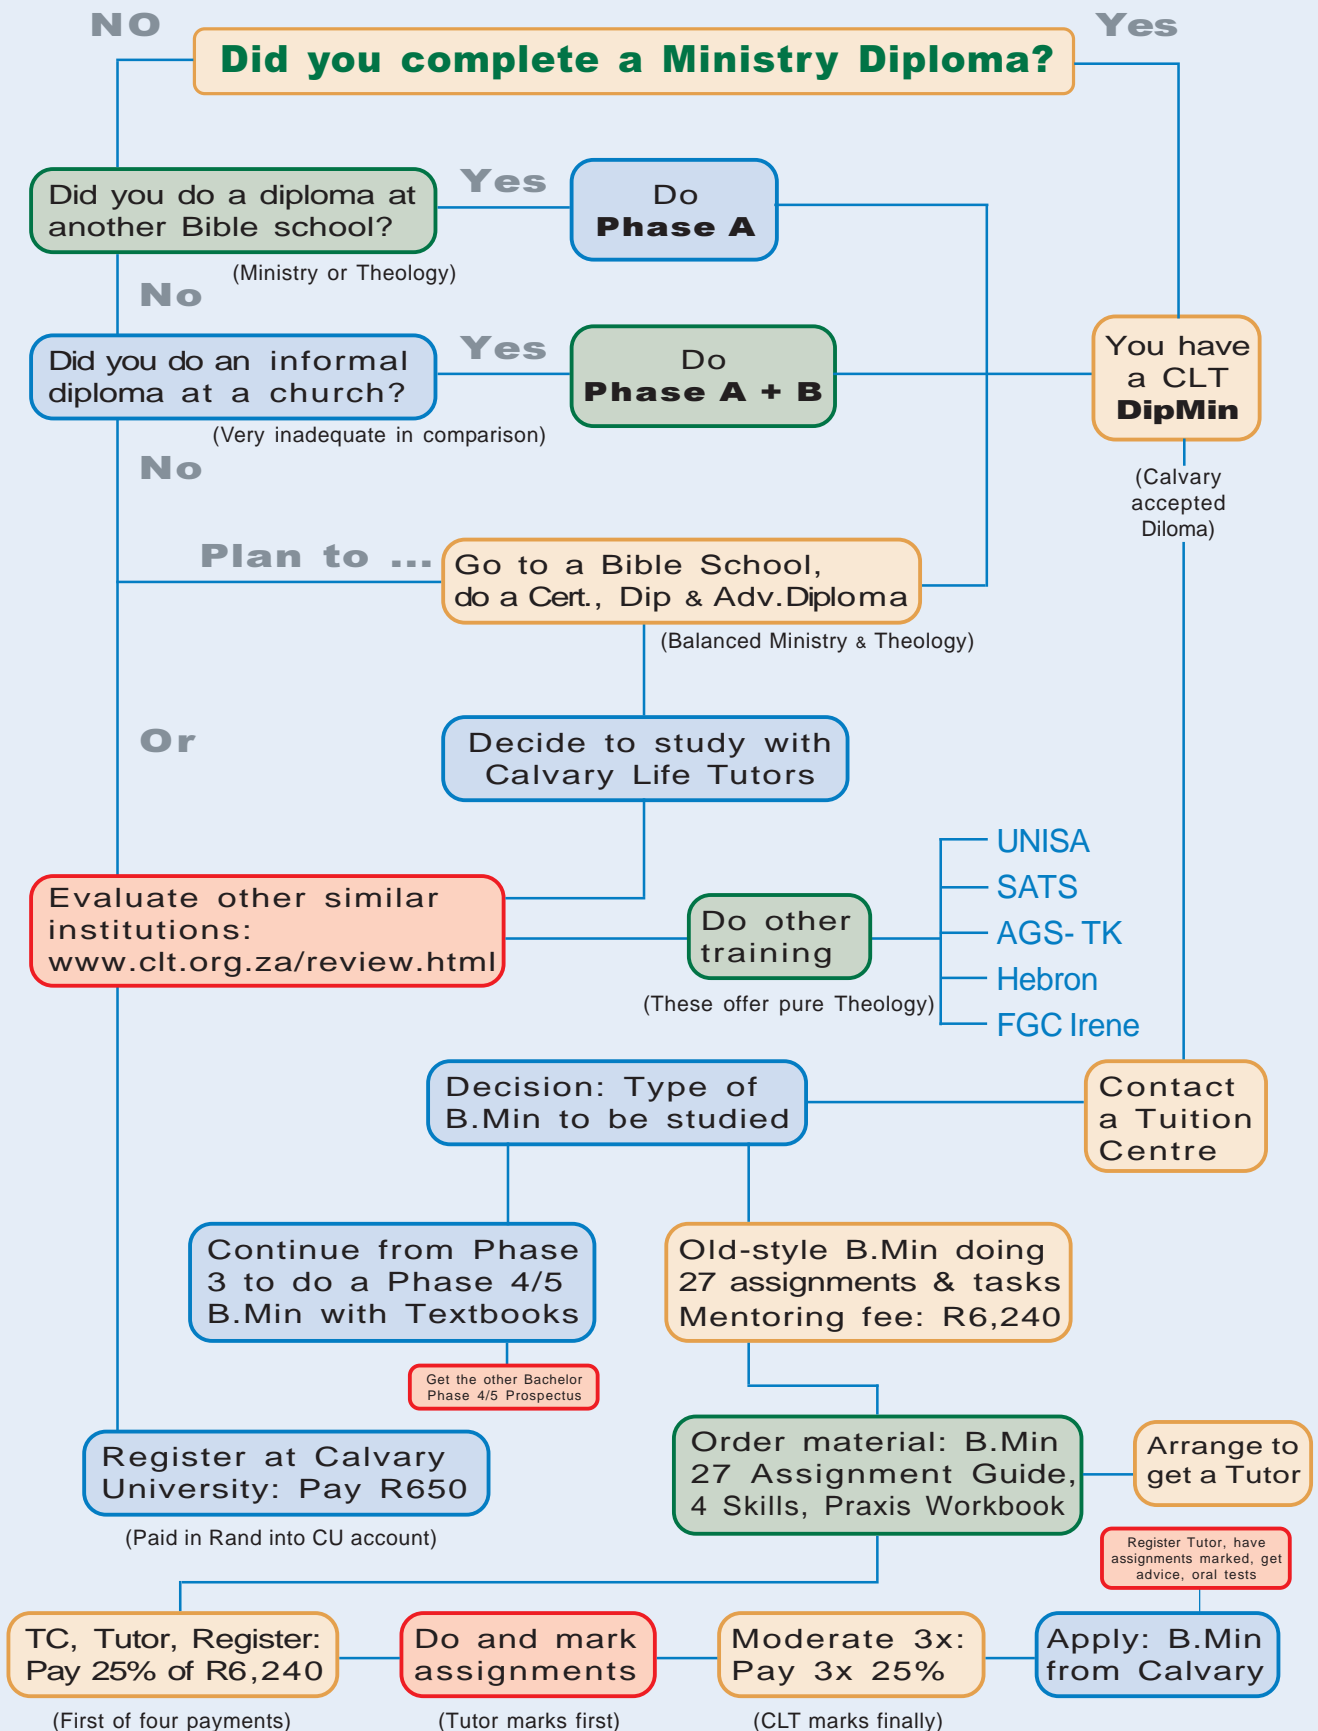 NO
Yes
Did you complete a Ministry Diploma?
Did you do a diploma at
another Bible school?
(Ministry or Theology)
Yes
Do
Phase A
No
Did you do an informal
diploma at a church?
(Very inadequate in comparison)
Yes
Do
Phase A + B
You have
a CLT
DipMin
(Calvary
accepted
Diloma)
No
Plan to ...
Go to a Bible School,
do a Cert., Dip & Adv.Diploma
(Balanced Ministry & Theology)
Or
Decide to study with
Calvary Life Tutors
Evaluate other similar
institutions:
www.clt.org.za/review.html
Do other
training
(These offer pure Theology)
UNISA
SATS
AGS- TK
Hebron
FGC Irene
Decision: Type of
B.Min to be studied
Contact
a Tuition
Centre
Continue from Phase
3 to do a Phase 4/5
B.Min with Textbooks
Get the other Bachelor
Phase 4/5 Prospectus
Old-style B.Min doing
27 assignments & tasks
Mentoring fee: R6,240
Register at Calvary
University: Pay R650
(Paid in Rand into CU account)
Order material: B.Min
27 Assignment Guide,
4 Skills, Praxis Workbook
Arrange to
get a Tutor
Register Tutor, have
assignments marked, get
advice, oral tests
TC, Tutor, Register:
Pay 25% of R6,240
(First of four payments)
Do and mark
assignments
(Tutor marks first)
Moderate 3x:
Pay 3x 25%
(CLT marks finally)
Apply: B.Min
from Calvary